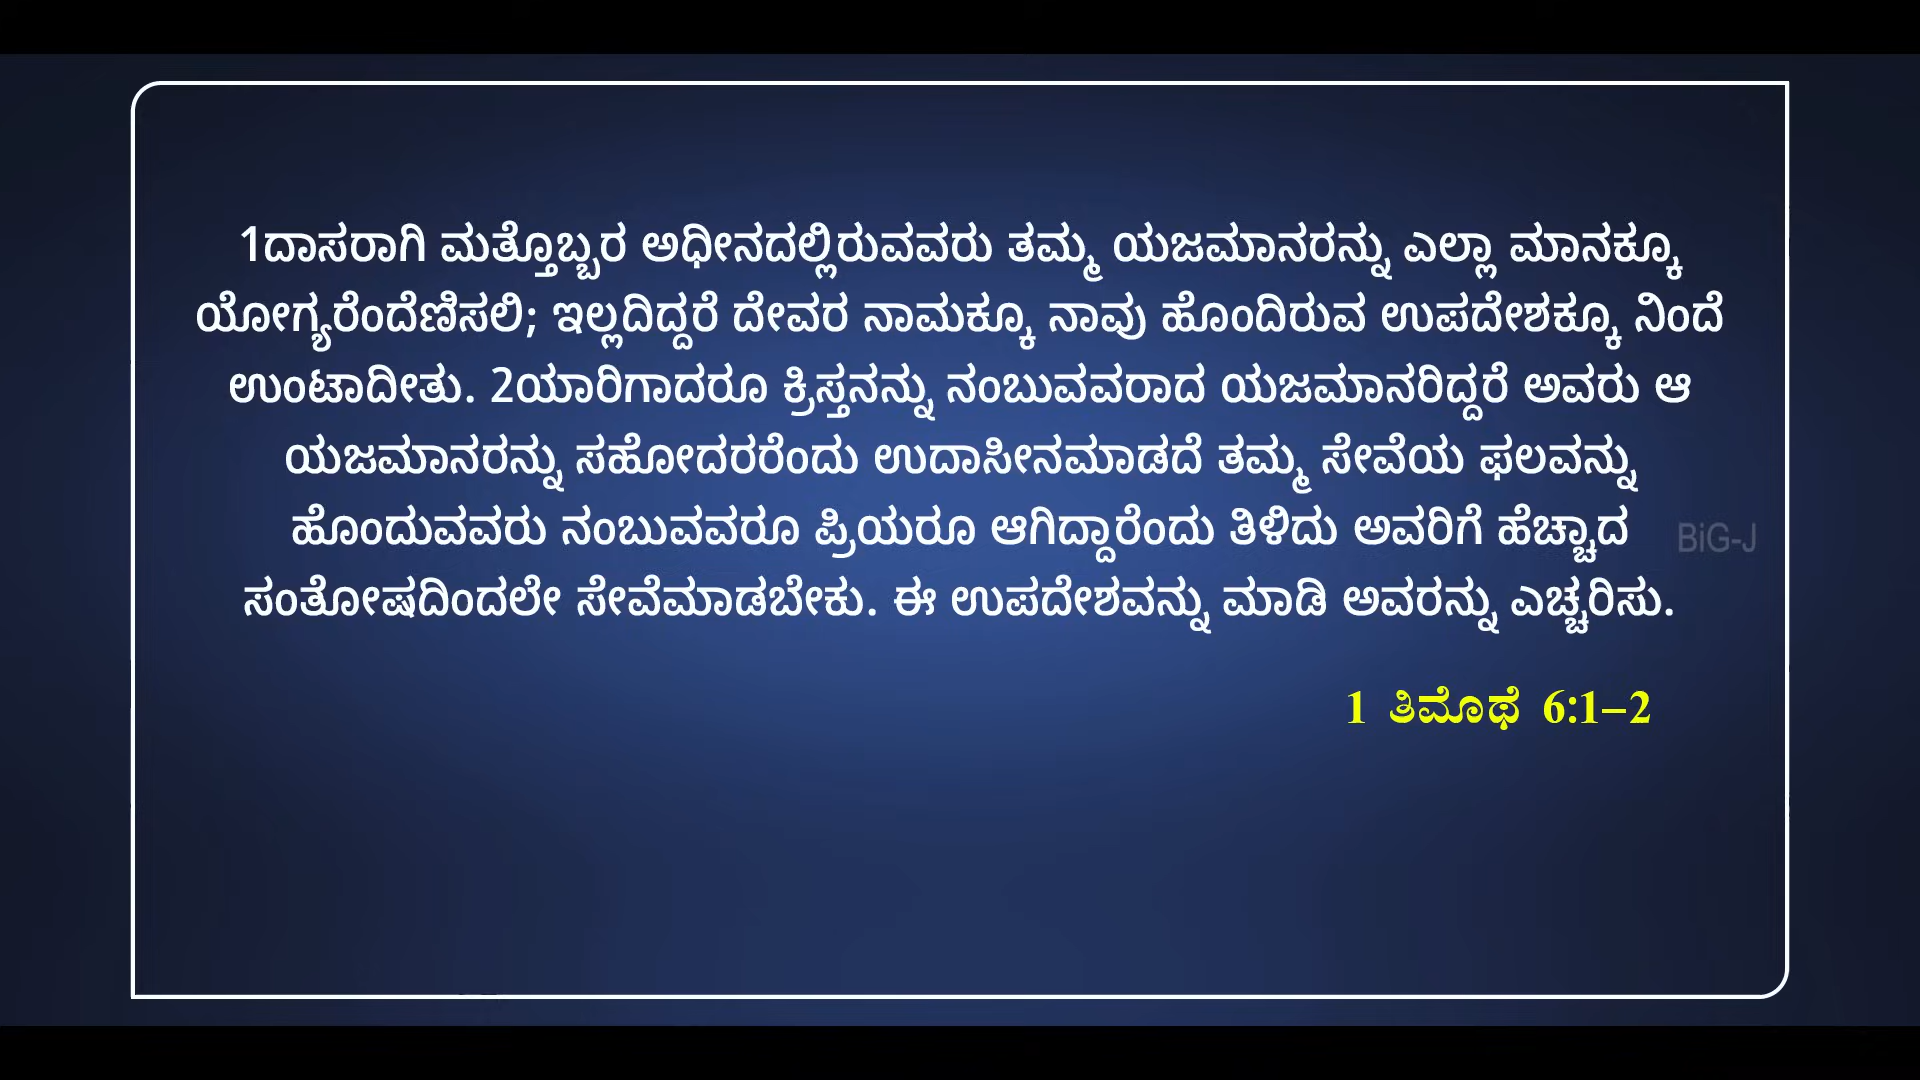 1ದಾಸರಾಗಿ ಮತ್ತೊಬ್ಬರ ಅಧೀನದಲ್ಲಿರುವವರು ತಮ್ಮ ಯಜಮಾನರನ್ನು ಎಲ್ಲಾ ಮಾನಕ್ಕೂ
ಯೋಗ್ಯರೆಂದೆಣಿಸಲಿ; ಇಲ್ಲದಿದ್ದರೆ ದೇವರ ನಾಮಕ್ಕೂ ನಾವು ಹೊಂದಿರುವ ಉಪದೇಶಕ್ಕೂ ನಿಂದೆ
ಉಂಟಾದೀತು. 2ಯಾರಿಗಾದರೂ ಕ್ರಿಸ್ತನನ್ನು ನಂಬುವವರಾದ ಯಜಮಾನರಿದ್ದರೆ ಅವರು ಆ
ಯಜಮಾನರನ್ನು ಸಹೋದರರೆಂದು ಉದಾಸೀನಮಾಡದೆ ತಮ್ಮ ಸೇವೆಯ ಫಲವನ್ನು
ಹೊಂದುವವರು ನಂಬುವವರೂ ಪ್ರಿಯರೂ ಆಗಿದ್ದಾರೆಂದು ತಿಳಿದು ಅವರಿಗೆ ಹೆಚ್ಚಾದ
BiG-J
ಸಂತೋಷದಿಂದಲೇ ಸೇವೆಮಾಡಬೇಕು. ಈ ಉಪದೇಶವನ್ನು ಮಾಡಿ ಅವರನ್ನು ಎಚ್ಚರಿಸು.
1 ತಿಮೊಥೆ 6:1–2